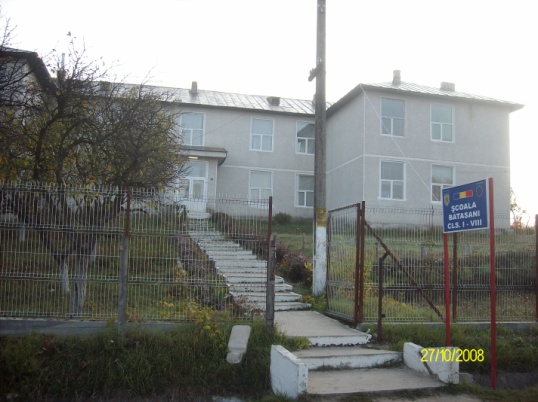 ŞCOALA
BATASANI
CLS. I - VIII
27/10/2008